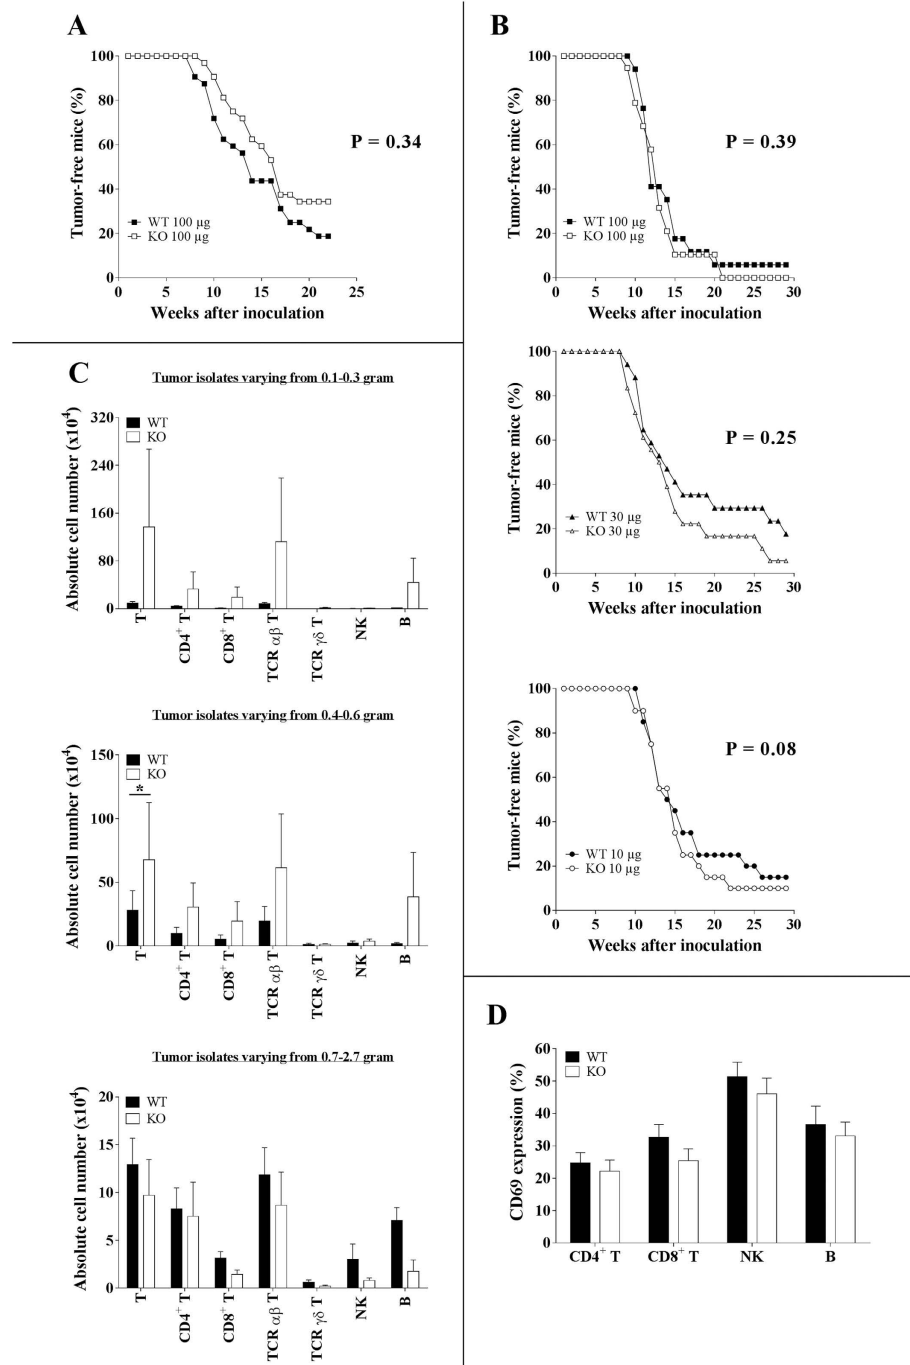 A
100
80
60
40
20
0
Tumor-free mice (%)
P = 0.34
WT 100 µg
KO 100 µg
0 5 10 15 20 25
Weeks after inoculation
B
100
80
60
40
20
0
Tumor-free mice (%)
P = 0.39
WT 100 µg
KO 100 µg
0 5 10 15 20 25 30
Weeks after inoculation
100
80
60
40
20
0
Tumor-free mice (%)
P = 0.25
WT 30 µg
KO 30 µg
0 5 10 15 20 25 30
Weeks after inoculation
100
80
60
40
20
0
Tumor-free mice (%)
P = 0.08
WT 10 µg
KO 10 µg
0 5 10 15 20 25 30
Weeks after inoculation
C
Tumor isolates varying from 0.1-0.3 gram
320
240
160
80
0
Absolute cell number (x10⁴)
WT
KO
T
CD4⁺ T
CD8⁺ T
TCR αβ T
TCR γδ T
NK
B
Tumor isolates varying from 0.4-0.6 gram
150
100
50
0
Absolute cell number (x10⁴)
WT
KO
*
T
CD4⁺ T
CD8⁺ T
TCR αβ T
TCR γδ T
NK
B
Tumor isolates varying from 0.7-2.7 gram
20
15
10
5
0
Absolute cell number (x10⁴)
WT
KO
T
CD4⁺ T
CD8⁺ T
TCR αβ T
TCR γδ T
NK
B
D
60
50
40
30
20
10
0
CD69 expression (%)
WT
KO
CD4⁺ T CD8⁺ T NK B